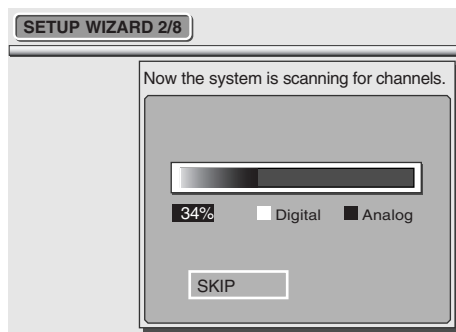 SETUP WIZARD 2/8
Now the system is scanning for channels.
34% Digital Analog
SKIP